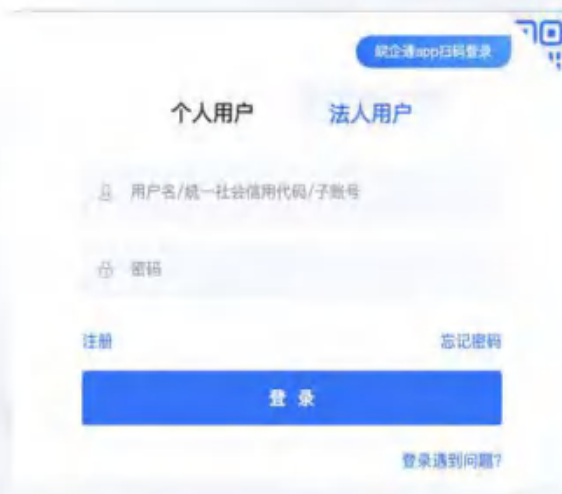 皖企通app扫码登录
个人用户 法人用户
用户名/统一社会信用代码/子账号
密码
注册 忘记密码
登录
登录遇到问题?